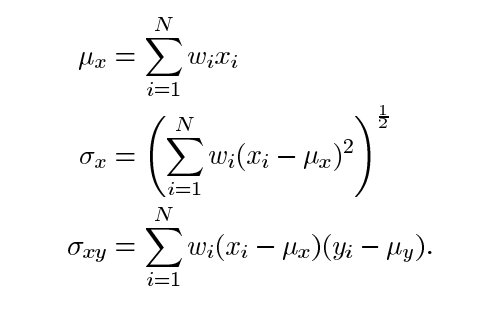 μ_x = \sum_{i=1}^{N} w_i x_i
σ_x = \left( \sum_{i=1}^{N} w_i (x_i - μ_x)^2 \right)^{\frac{1}{2}}
σ_{xy} = \sum_{i=1}^{N} w_i (x_i - μ_x)(y_i - μ_y).